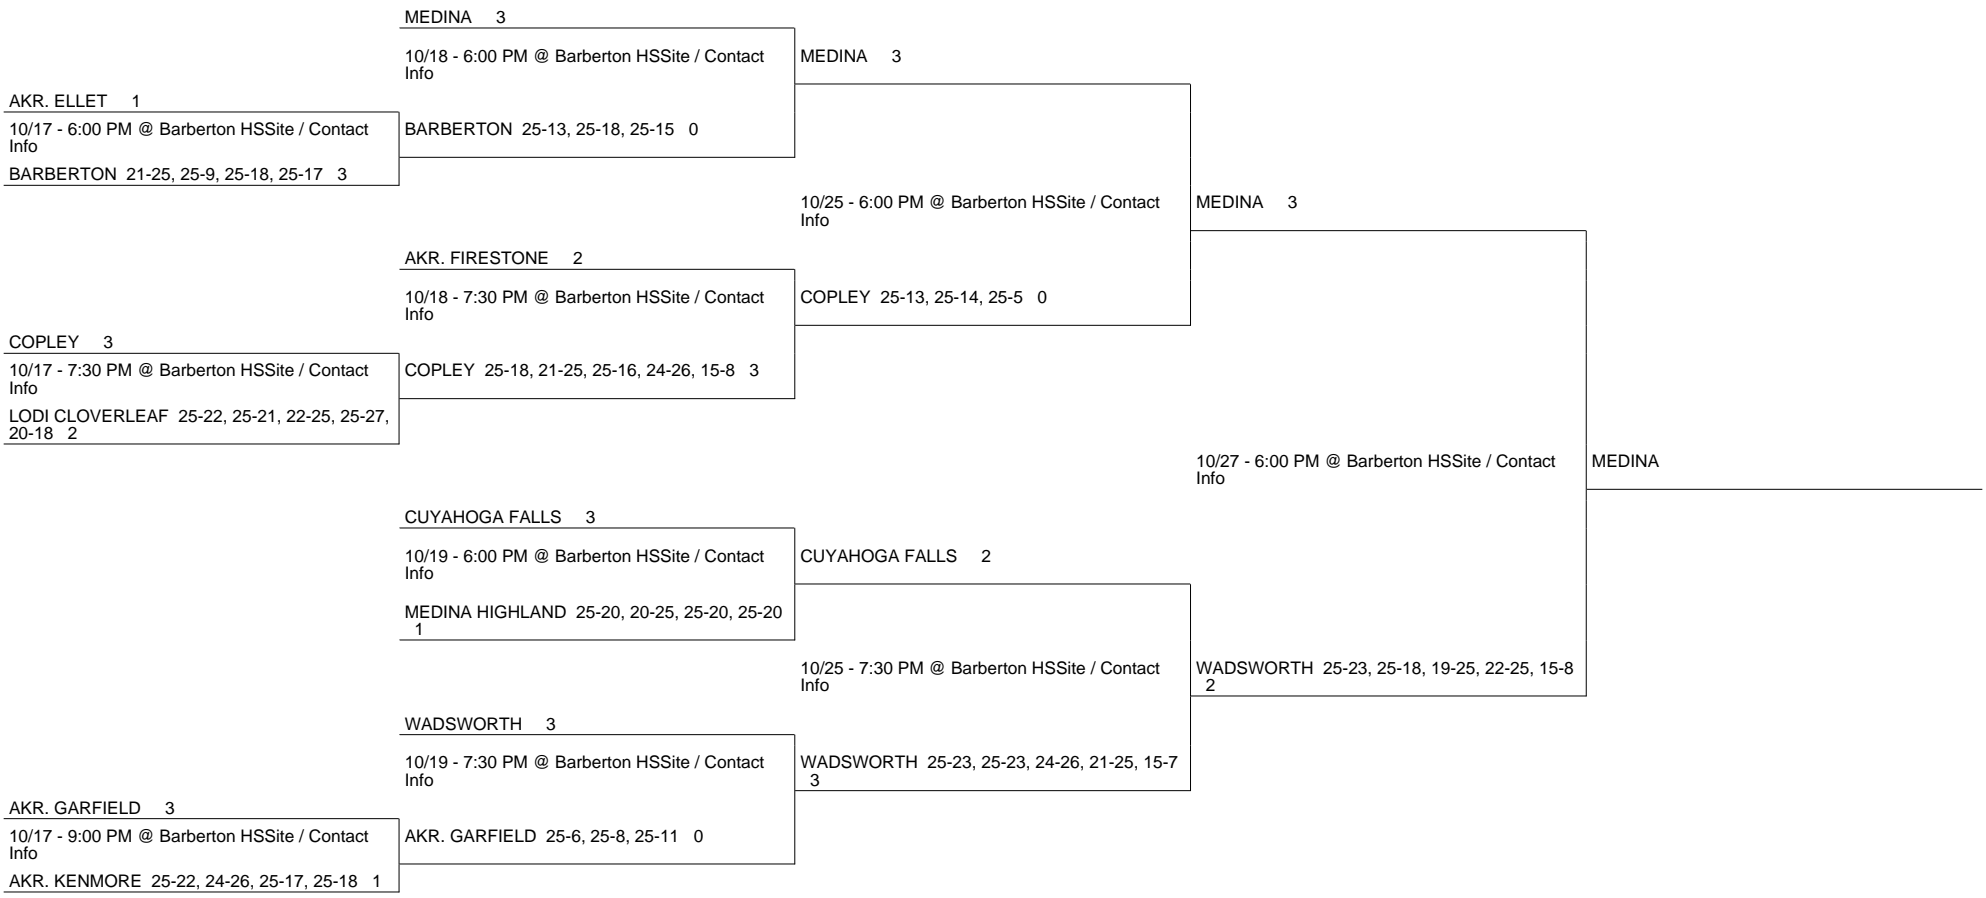 MEDINA 3
10/18 - 6:00 PM @ Barberton HSSite / Contact
Info
MEDINA 3
AKR. ELLET 1
10/17 - 6:00 PM @ Barberton HSSite / Contact
Info
BARBERTON 25-13, 25-18, 25-15 0
BARBERTON 21-25, 25-9, 25-18, 25-17 3
10/25 - 6:00 PM @ Barberton HSSite / Contact
Info
MEDINA 3
AKR. FIRESTONE 2
10/18 - 7:30 PM @ Barberton HSSite / Contact
Info
COPLEY 25-13, 25-14, 25-5 0
COPLEY 3
10/17 - 7:30 PM @ Barberton HSSite / Contact
Info
COPLEY 25-18, 21-25, 25-16, 24-26, 15-8 3
LODI CLOVERLEAF 25-22, 25-21, 22-25, 25-27,
20-18 2
10/27 - 6:00 PM @ Barberton HSSite / Contact
Info
MEDINA
CUYAHOGA FALLS 3
10/19 - 6:00 PM @ Barberton HSSite / Contact
Info
CUYAHOGA FALLS 2
MEDINA HIGHLAND 25-20, 20-25, 25-20, 25-20
1
10/25 - 7:30 PM @ Barberton HSSite / Contact
Info
WADSWORTH 25-23, 25-18, 19-25, 22-25, 15-8
2
WADSWORTH 3
10/19 - 7:30 PM @ Barberton HSSite / Contact
Info
WADSWORTH 25-23, 25-23, 24-26, 21-25, 15-7
3
AKR. GARFIELD 3
10/17 - 9:00 PM @ Barberton HSSite / Contact
Info
AKR. GARFIELD 25-6, 25-8, 25-11 0
AKR. KENMORE 25-22, 24-26, 25-17, 25-18 1